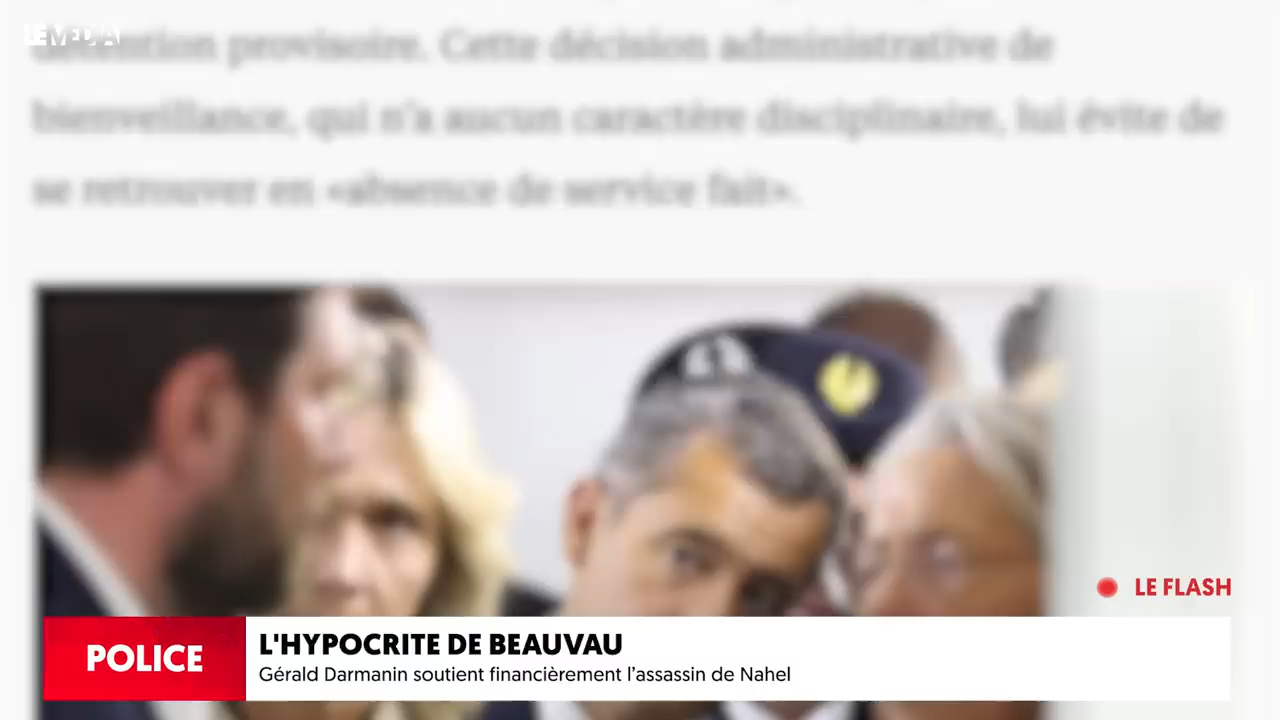 LE MEDIA
détention provisoire. Cette décision administrative de
bienveillance, qui n'a aucun caractère disciplinaire, lui évite de
se retrouver en «absence de service fait».
LE FLASH
POLICE
L'HYPOCRITE DE BEAUVAU
Gérald Darmanin soutient financièrement l'assassin de Nahel